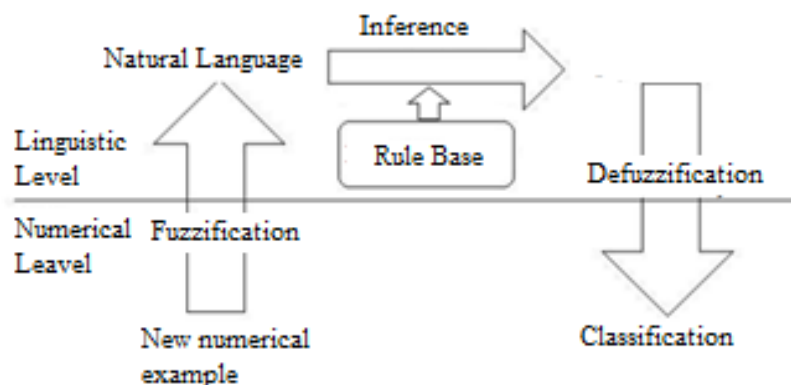 Inference
Natural Language
Rule Base
Linguistic
Level
Defuzzification
Numerical
Leavel
Fuzzification
New numerical
example
Classification